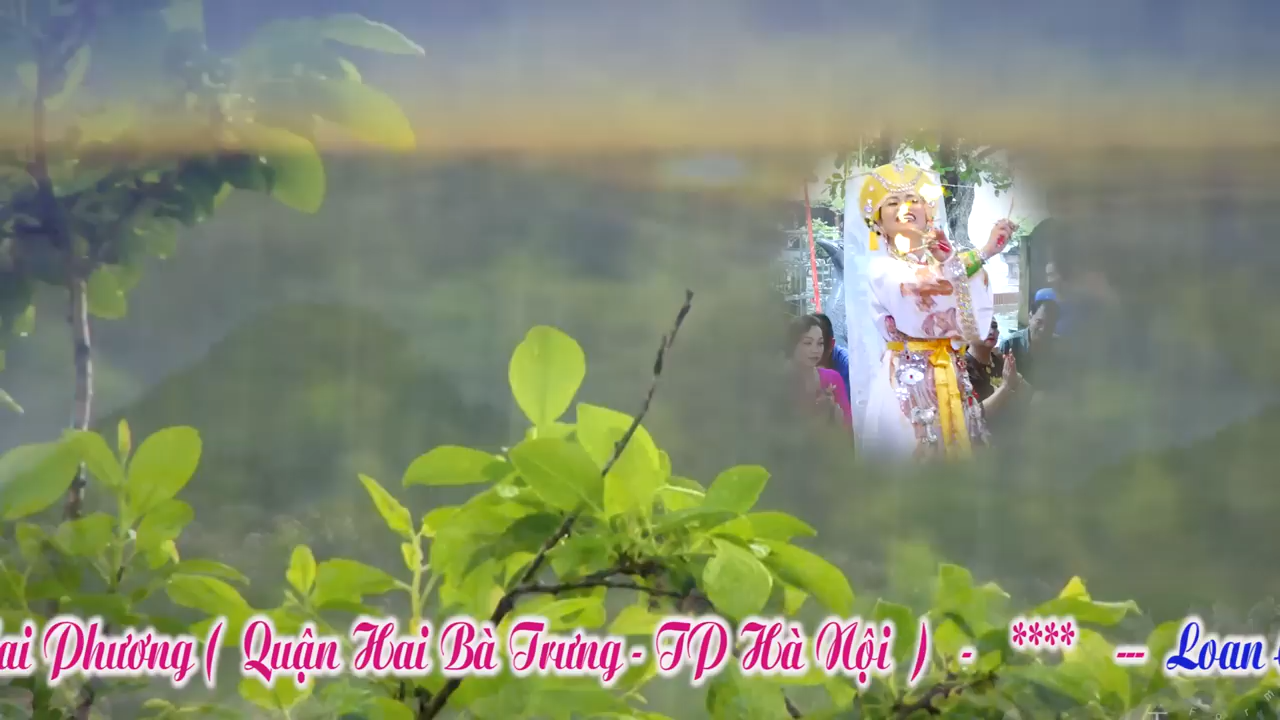 ai Phương ( Quận Hai Bà Trưng - TP Hà Nội ) - **** --- Loan